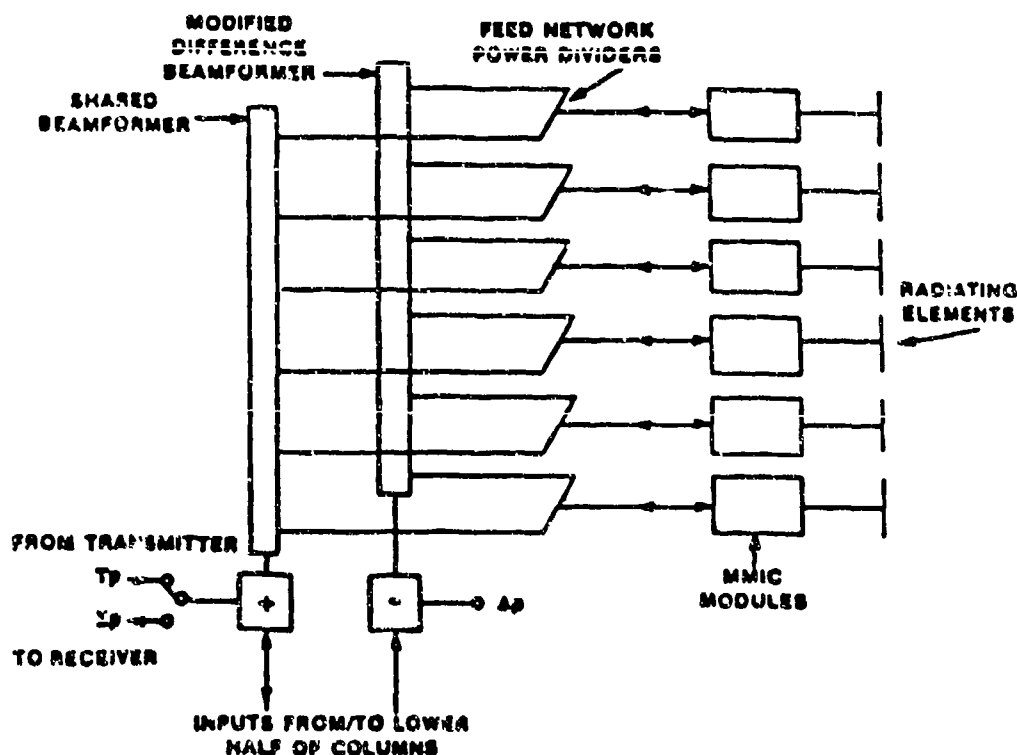 MODIFIED
DIFFERENCE
BEAMFORMER
FEED NETWORK
POWER DIVIDERS
SHARED
BEAMFORMER
RADIATING
ELEMENTS
FROM TRANSMITTER
+
-
Δp
TO RECEIVER
MMIC
MODULES
INPUTS FROM/TO LOWER
HALF OF COLUMNS